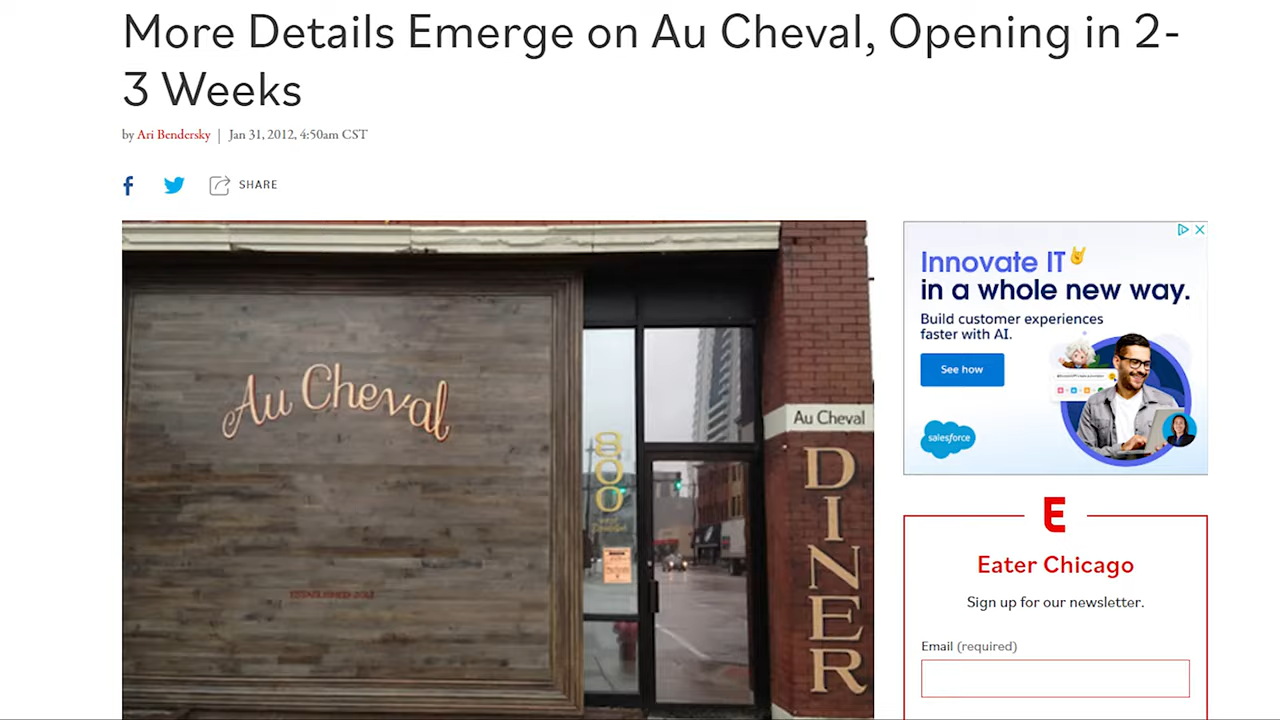 More Details Emerge on Au Cheval, Opening in 2-
3 Weeks
by Ari Bendersky | Jan 31, 2012, 4:50am CST
SHARE
Au Cheval
800
Au Cheval
DINER
Innovate IT
in a whole new way.
Build customer experiences
faster with AI.
See how
salesforce
E
Eater Chicago
Sign up for our newsletter.
Email (required)